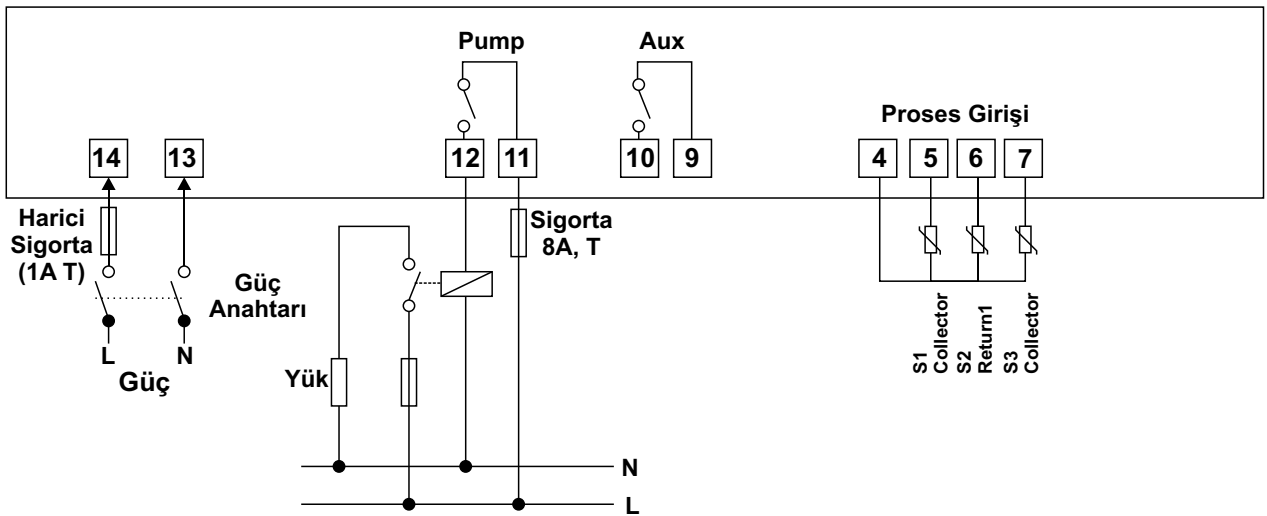 Pump
Aux
Proses Girişi
14
13
12
11
10
9
4
5
6
7
Harici
Sigorta
(1A T)
Güç
Anahtarı
L
N
Güç
Sigorta
8A, T
Yük
N
L
S1
Collector
S2
Return1
S3
Collector